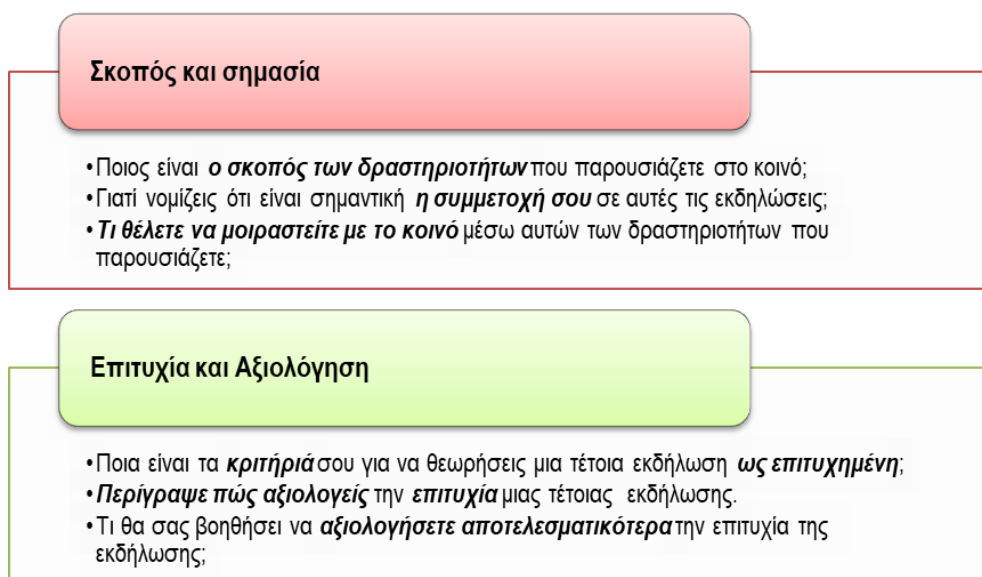 Σκοπός και σημασία
•Ποιος είναι ο σκοπός των δραστηριοτήτων που παρουσιάζετε στο κοινό;
•Γιατί νομίζεις ότι είναι σημαντική η συμμετοχή σου σε αυτές τις εκδηλώσεις;
•Τι θέλετε να μοιραστείτε με το κοινό μέσω αυτών των δραστηριοτήτων που
παρουσιάζετε;
Επιτυχία και Αξιολόγηση
•Ποια είναι τα κριτήριά σου για να θεωρήσεις μια τέτοια εκδήλωση ως επιτυχημένη;
•Περίγραψε πώς αξιολογείς την επιτυχία μιας τέτοιας εκδήλωσης.
•Τι θα σας βοηθήσει να αξιολογήσετε αποτελεσματικότερα την επιτυχία της
εκδήλωσης;